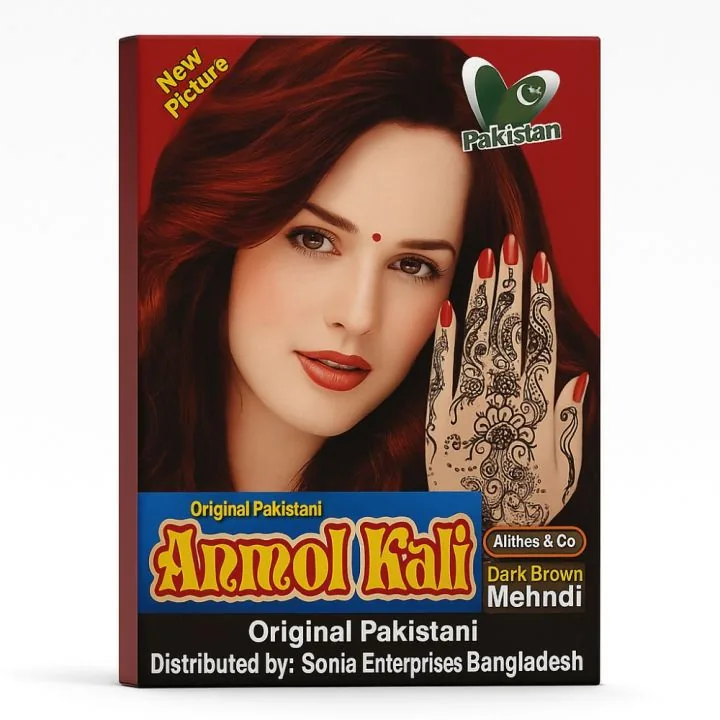 New
Picture
Pakistan
Original Pakistani
Anmol Kali
Alithes & Co
Dark Brown
Mehndi
Original Pakistani
Distributed by: Sonia Enterprises Bangladesh